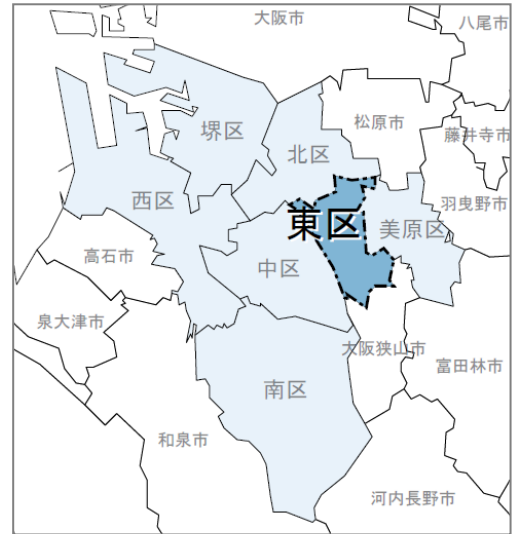 大阪市
八尾市
堺区
松原市
藤井寺市
北区
西区
羽曳野市
東区
美原区
高石市
中区
泉大津市
大阪狭山市
富田林市
南区
和泉市
河内長野市